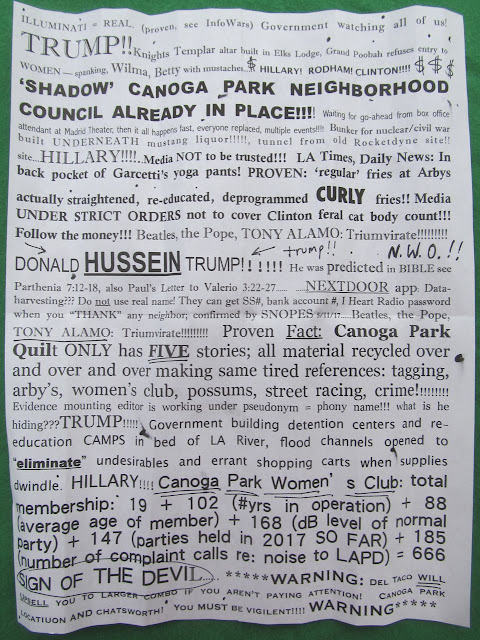 ILLUMINATI = REAL. (proven, see InfoWars) Government watching all of us!
TRUMP!! Knights Templar altar built in Elks Lodge, Grand Poobah refuses entry to
WOMEN — spanking, Wilma, Betty with mustaches..$ HILLARY! RODHAM! CLINTON!!!! $ $ $
'SHADOW' CANOGA PARK NEIGHBORHOOD
COUNCIL ALREADY IN PLACE!!! Waiting for go-ahead from box office
attendant at Madrid Theater, then it all happens fast, everyone replaced, multiple events!!!! Bunker for nuclear/civil war
built UNDERNEATH mustang liquor!!!!!, tunnel from old Rocketdyne site!!
site...HILLARY!!!!..Media NOT to be trusted!!! LA Times, Daily News: In
back pocket of Garcetti's yoga pants! PROVEN: 'regular' fries at Arbys
actually straightened, re-educated, deprogrammed CURLY fries!! Media
UNDER STRICT ORDERS not to cover Clinton feral cat body count!!!
Follow the money!!! Beatles, the Pope, TONY ALAMO: Triumvirate!!!!!!!!!
trump!! N.W.O.!!
DONALD HUSSEIN TRUMP!!!!!!! He was predicted in BIBLE see
Parthenia 7:12-18, also Paul's Letter to Valerio 3:22-27..... .....NEXTDOOR app: Data-
harvesting??? Do not use real name! They can get SS#, bank account #, I Heart Radio password
when you "THANK" any neighbor; confirmed by SNOPES 7/11/17.....Beatles, the Pope,
TONY ALAMO: Triumvirate!!!!!!!!!! Proven Fact: Canoga Park
Quilt ONLY has FIVE stories; all material recycled over
and over and over making same tired references: tagging,
arby's, women's club, possums, street racing, crime!!!!!!!!!
Evidence mounting editor is working under pseudonym = phony name!!! what is he
hiding???TRUMP!!!!! Government building detention centers and re-
education CAMPS in bed of LA River, flood channels opened to
"eliminate" undesirables and errant shopping carts when supplies
dwindle. HILLARY!!!! Canoga Park Women's Club: total
membership: 19 + 102 (#yrs in operation) + 88
(average age of member) + 168 (dB level of normal
party) + 147 (parties held in 2017 SO FAR) + 185
(number of complaint calls re: noise to LAPD) = 666
SIGN OF THE DEVIL..... *****WARNING: DEL TACO WILL
UPSELL YOU TO LARGER COMBO IF YOU AREN'T PAYING ATTENTION! CANOGA PARK
LOCATIUON AND CHATSWORTH! YOU MUST BE VIGILENT!!!! WARNING*****